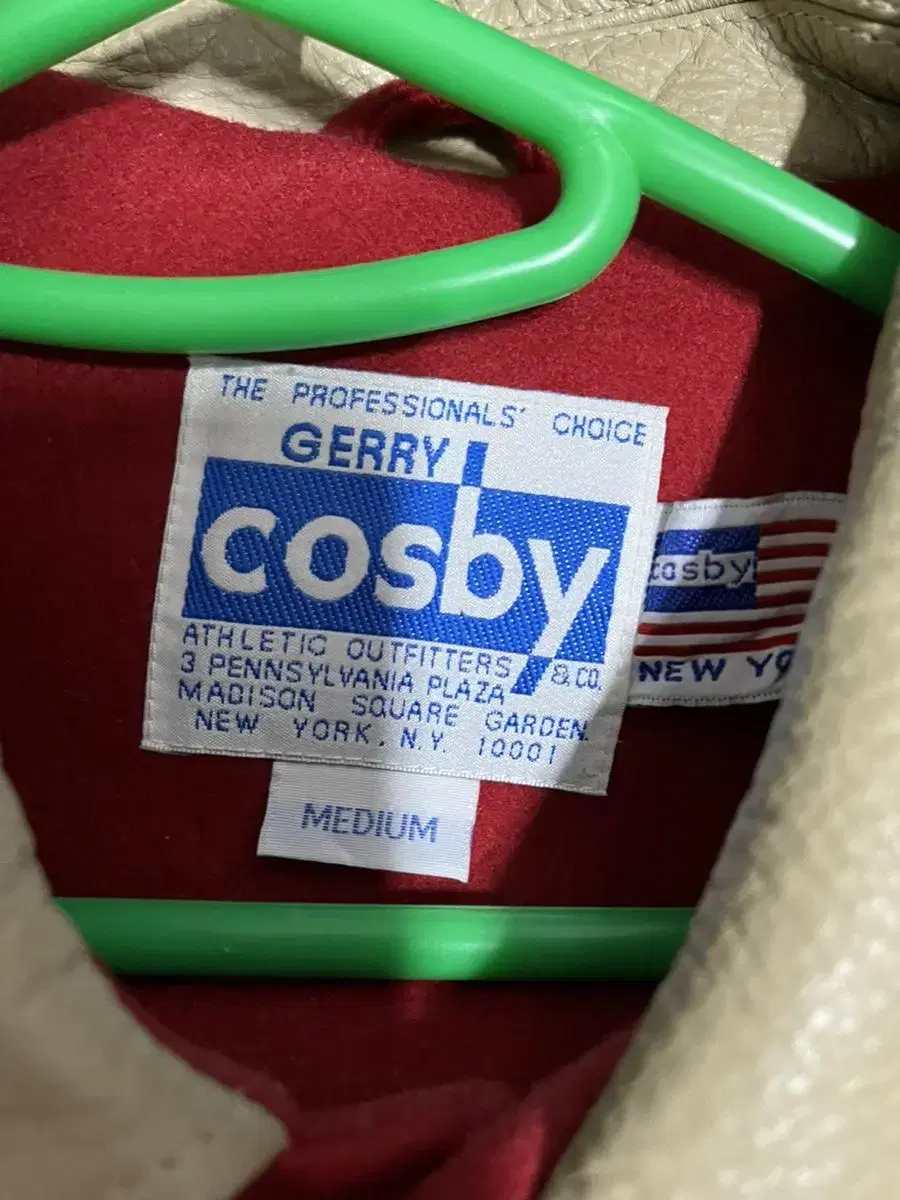 THE PROFESSIONALS' CHOICE
GERRY
cosby
ATHLETIC OUTFITTERS & CO.
3 PENNSYLVANIA PLAZA
MADISON SQUARE GARDEN.
NEW YORK, N.Y. 10001
MEDIUM
cosby
NEW